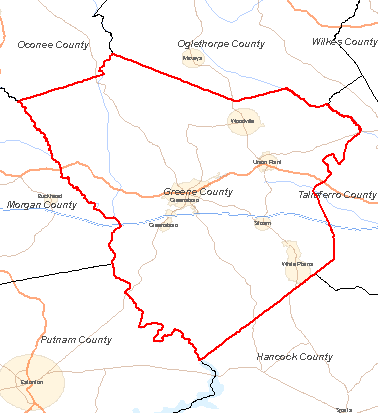 Oconee County
Oglethorpe County
Wilkes County
Maxeys
Woodville
Union Point
Greene County
Greensboro
Buckhead
Morgan County
Taliaferro County
Greensboro
Siloam
White Plains
Putnam County
Hancock County
Eatonton
Sparta